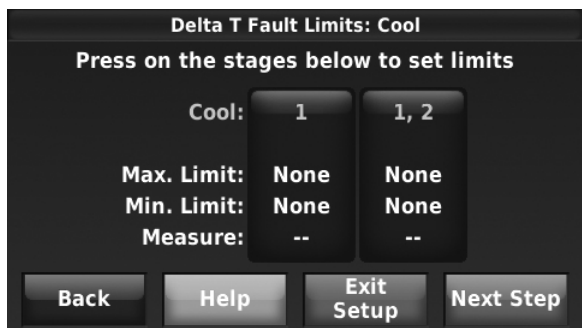 Delta T Fault Limits: Cool
Press on the stages below to set limits
Cool: 1 1, 2
Max. Limit: None None
Min. Limit: None None
Measure: -- --
Back Help Exit Setup Next Step